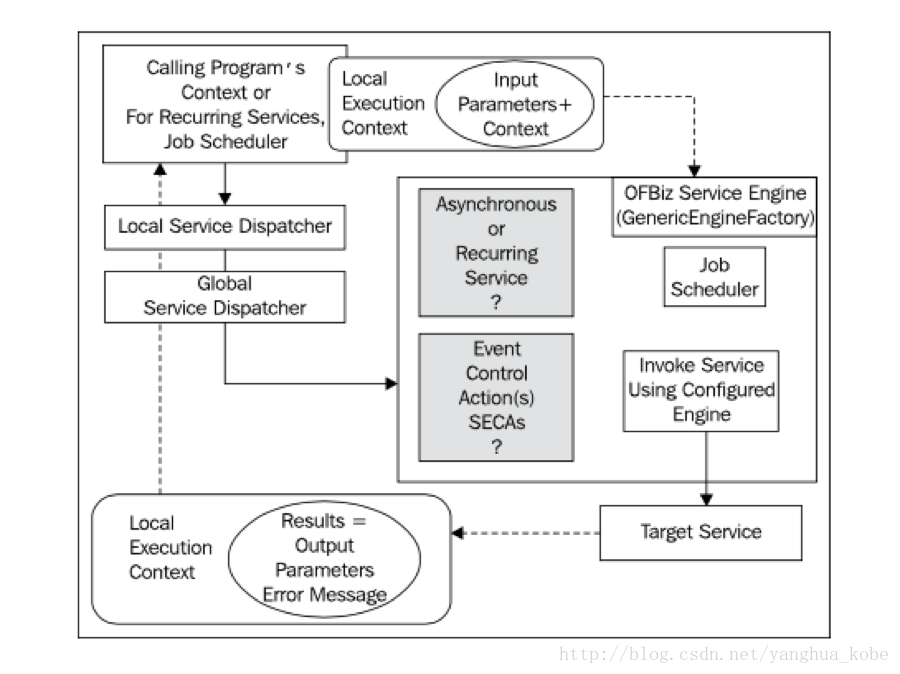 Calling Program's
Context or
For Recurring Services,
Job Scheduler
Local
Execution
Context
Input
Parameters+
Context
Local Service Dispatcher
Global
Service Dispatcher
Asynchronous
or
Recurring
Service
?
OFBiz Service Engine
(GenericEngineFactory)
Job
Scheduler
Event
Control
Action(s)
SECAs
?
Invoke Service
Using Configured
Engine
Local
Execution
Context
Results =
Output
Parameters
Error Message
Target Service
http://blog.csdn.net/yanghua_kobe